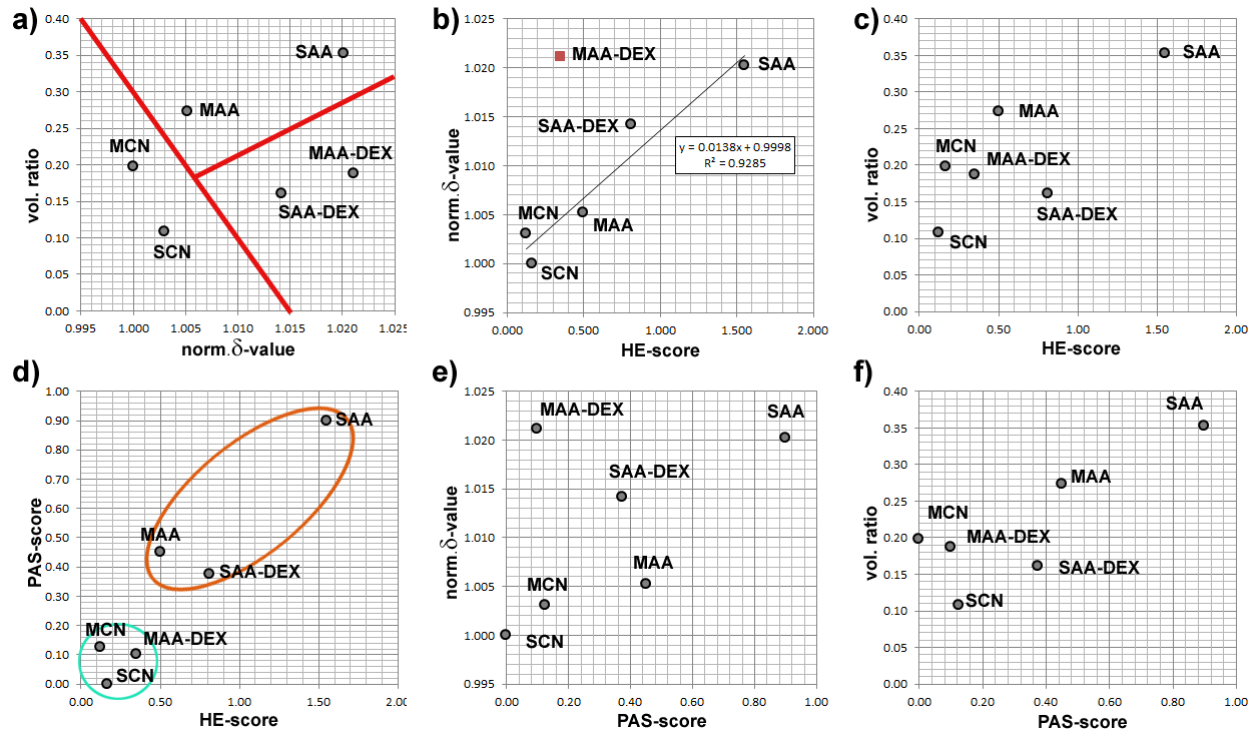 a)
0.40
0.35
0.30
0.25
0.20
0.15
0.10
0.05
0.00
vol. ratio
SAA
MAA
MCN
MAA-DEX
SAA-DEX
SCN
0.995 1.000 1.005 1.010 1.015 1.020 1.025
norm.δ-value
b)
1.025
1.020
1.015
1.010
1.005
1.000
0.995
norm.δ-value
MAA-DEX
SAA
SAA-DEX
y = 0.0138x + 0.9998
R² = 0.9285
MCN
MAA
SCN
0.000 0.500 1.000 1.500 2.000
HE-score
c)
0.40
0.35
0.30
0.25
0.20
0.15
0.10
0.05
0.00
vol. ratio
SAA
MAA
MCN
MAA-DEX
SAA-DEX
SCN
0.00 0.50 1.00 1.50 2.00
HE-score
d)
1.00
0.90
0.80
0.70
0.60
0.50
0.40
0.30
0.20
0.10
0.00
PAS-score
SAA
MAA
SAA-DEX
MCN
MAA-DEX
SCN
0.00 0.50 1.00 1.50 2.00
HE-score
e)
1.025
1.020
1.015
1.010
1.005
1.000
0.995
norm.δ-value
MAA-DEX
SAA
SAA-DEX
MAA
MCN
SCN
0.00 0.20 0.40 0.60 0.80 1.00
PAS-score
f)
0.40
0.35
0.30
0.25
0.20
0.15
0.10
0.00
vol. ratio
SAA
MAA
MCN
MAA-DEX
SAA-DEX
SCN
0.00 0.20 0.40 0.60 0.80 1.00
PAS-score